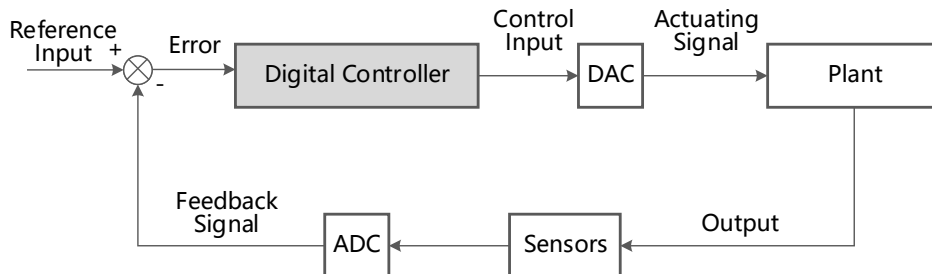 Reference
Input
+
-
Error
Digital Controller
Control
Input
DAC
Actuating
Signal
Plant
Feedback
Signal
ADC
Sensors
Output